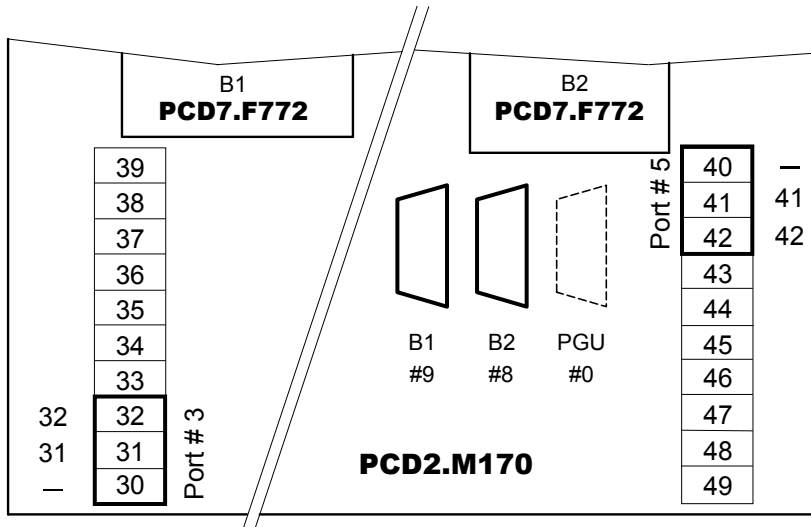 B1
PCD7.F772
B2
PCD7.F772
39
38
37
36
35
34
33
32 32
31 31
— 30
Port # 3
B1
#9
B2
#8
PGU
#0
PCD2.M170
Port # 5
40 —
41 41
42 42
43
44
45
46
47
48
49